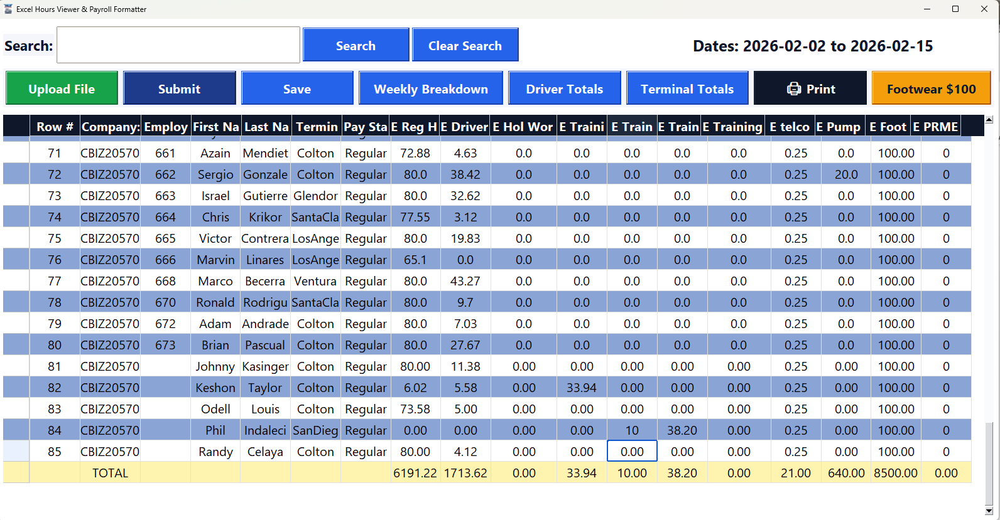 Excel Hours Viewer & Payroll Formatter
Search: Search Clear Search Dates: 2026-02-02 to 2026-02-15
Upload File Submit Save Weekly Breakdown Driver Totals Terminal Totals Print Footwear $100
Row # Company: Employ First Na Last Na Termin Pay Sta E Reg H E Driver E Hol Wor E Traini E Train E Train E Training E telco E Pump E Foot E PRME
71 CBIZ20570 661 Azain Mendiet Colton Regular 72.88 4.63 0.0 0.0 0.0 0.0 0.0 0.25 0.0 100.00 0
72 CBIZ20570 662 Sergio Gonzale Colton Regular 80.0 38.42 0.0 0.0 0.0 0.0 0.0 0.25 20.0 100.00 0
73 CBIZ20570 663 Israel Gutierre Glendor Regular 80.0 32.62 0.0 0.0 0.0 0.0 0.0 0.25 0.0 100.00 0
74 CBIZ20570 664 Chris Krikor SantaCla Regular 77.55 3.12 0.0 0.0 0.0 0.0 0.0 0.25 0.0 100.00 0
75 CBIZ20570 665 Victor Contrera LosAnge Regular 80.0 19.83 0.0 0.0 0.0 0.0 0.0 0.25 0.0 100.00 0
76 CBIZ20570 666 Marvin Linares LosAnge Regular 65.1 0.0 0.0 0.0 0.0 0.0 0.0 0.25 0.0 100.00 0
77 CBIZ20570 668 Marco Becerra Ventura Regular 80.0 43.27 0.0 0.0 0.0 0.0 0.0 0.25 0.0 100.00 0
78 CBIZ20570 670 Ronald Rodrigu SantaCla Regular 80.0 9.7 0.0 0.0 0.0 0.0 0.0 0.25 0.0 100.00 0
79 CBIZ20570 672 Adam Andrade Colton Regular 80.0 7.03 0.0 0.0 0.0 0.0 0.0 0.25 0.0 100.00 0
80 CBIZ20570 673 Brian Pascual Colton Regular 80.0 27.67 0.0 0.0 0.0 0.0 0.0 0.25 0.0 100.00 0
81 CBIZ20570 Johnny Kasinger Colton Regular 80.00 11.38 0.00 0.00 0.00 0.00 0.00 0.25 0.00 100.00 0
82 CBIZ20570 Keshon Taylor Colton Regular 6.02 5.58 0.00 33.94 0.00 0.00 0.00 0.25 0.00 100.00 0
83 CBIZ20570 Odell Louis Colton Regular 73.58 5.00 0.00 0.00 0.00 0.00 0.00 0.25 0.00 100.00 0
84 CBIZ20570 Phil Indaleci SanDieg Regular 0.00 0.00 0.00 0.00 10 38.20 0.00 0.25 0.00 100.00 0
85 CBIZ20570 Randy Celaya Colton Regular 80.00 4.12 0.00 0.00 0.00 0.00 0.00 0.25 0.00 100.00 0
TOTAL 6191.22 1713.62 0.00 33.94 10.00 38.20 0.00 21.00 640.00 8500.00 0.00